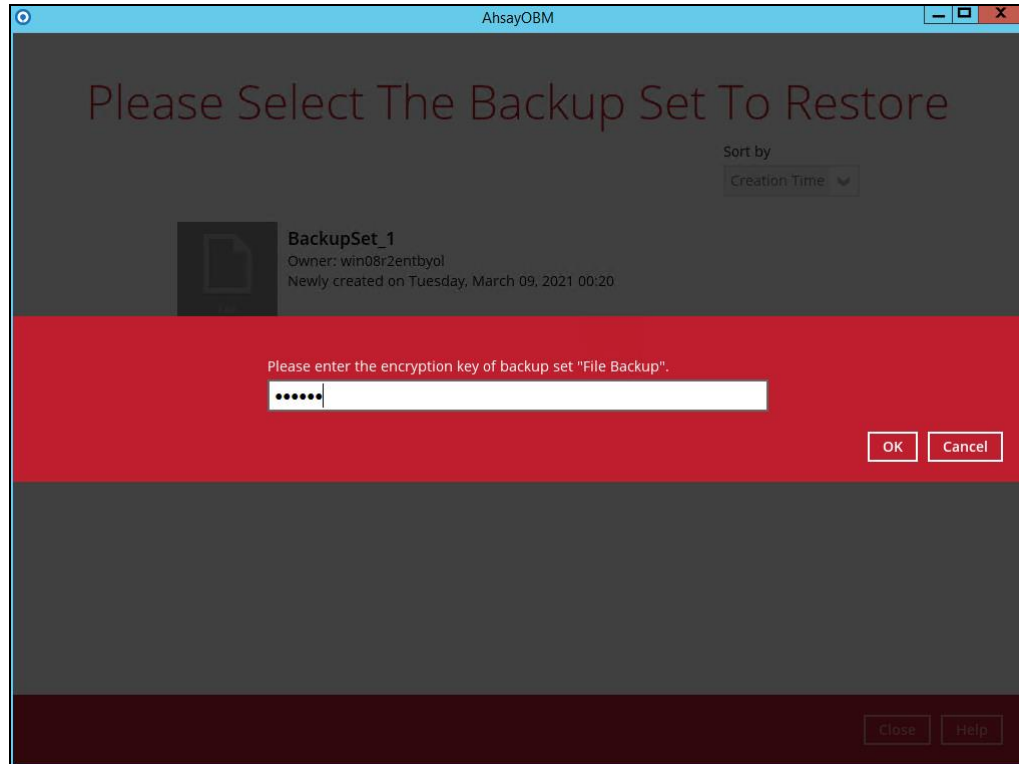 AhsayOBM
Please Select The Backup Set To Restore
Sort by
Creation Time
BackupSet_1
Owner: win08r2entbyol
Newly created on Tuesday, March 09, 2021 00:20
Please enter the encryption key of backup set "File Backup".
••••••
OK Cancel
Close Help